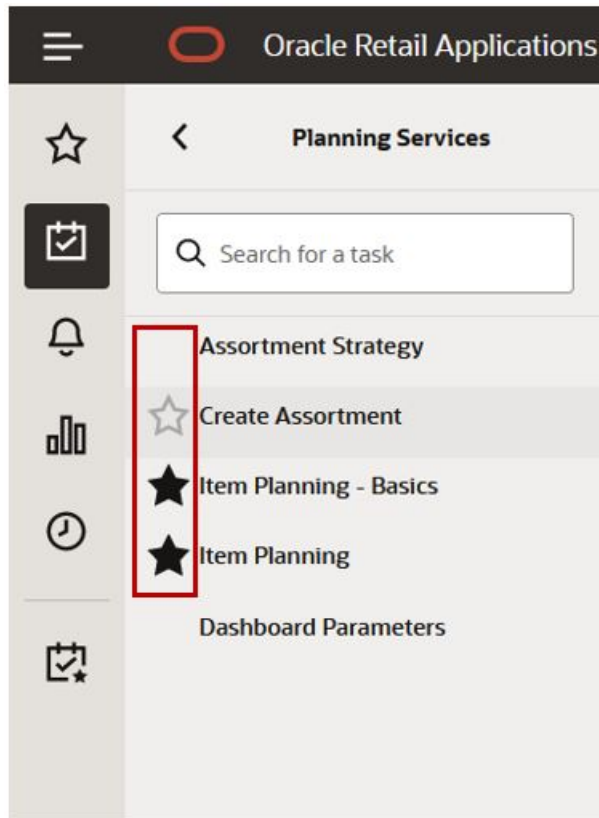 Oracle Retail Applications
Planning Services
Search for a task
Assortment Strategy
Create Assortment
Item Planning - Basics
Item Planning
Dashboard Parameters